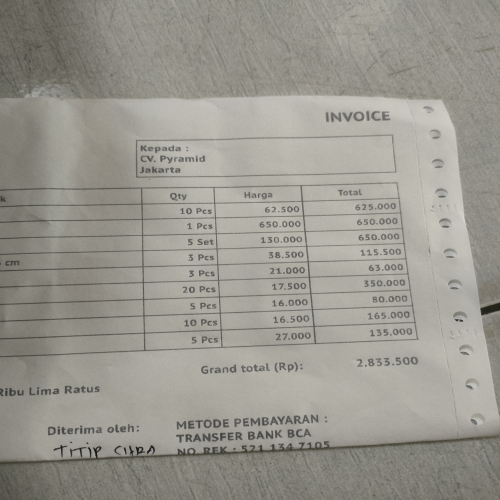 INVOICE
Kepada :
CV. Pyramid
Jakarta
k Qty Harga Total
10 Pcs 62.500 625.000
1 Pcs 650.000 650.000
5 Set 130.000 650.000
cm 3 Pcs 38.500 115.500
3 Pcs 21.000 63.000
20 Pcs 17.500 350.000
5 Pcs 16.000 80.000
10 Pcs 16.500 165.000
5 Pcs 27.000 135.000
Grand total (Rp): 2.833.500
Ribu Lima Ratus
Diterima oleh: METODE PEMBAYARAN :
TRANSFER BANK BCA
TITIP NO REK : 521 134 7105